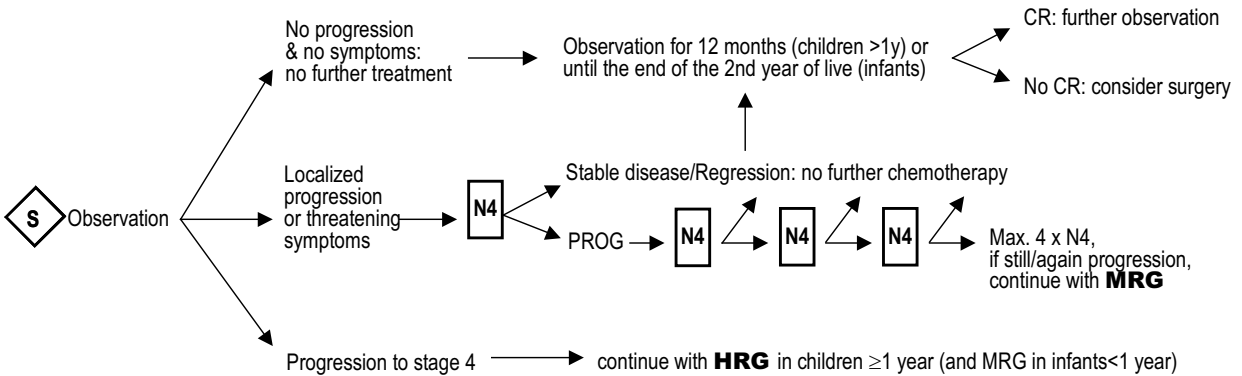 No progression
& no symptoms:
no further treatment
Observation for 12 months (children >1y) or
until the end of the 2nd year of live (infants)
CR: further observation
No CR: consider surgery
S
Observation
Localized
progression
or threatening
symptoms
N4
Stable disease/Regression: no further chemotherapy
PROG
N4
N4
N4
Max. 4 x N4,
if still/again progression,
continue with MRG
Progression to stage 4
continue with HRG in children ≥1 year (and MRG in infants<1 year)